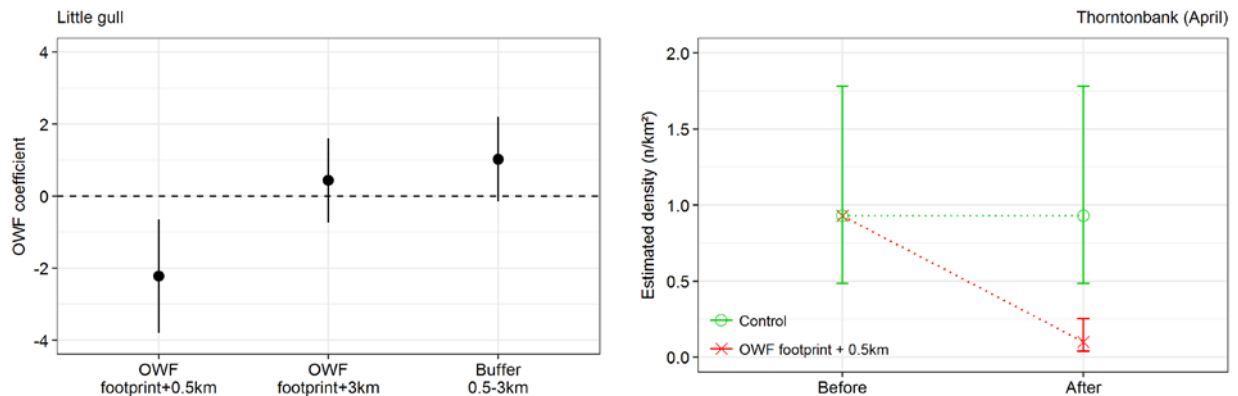 Little gull
OWF coefficient
4
2
0
-2
-4
OWF
footprint+0.5km
OWF
footprint+3km
Buffer
0.5-3km
Thorntonbank (April)
Estimated density (n/km²)
2.0
1.5
1.0
0.5
0.0
Control
OWF footprint + 0.5km
Before
After